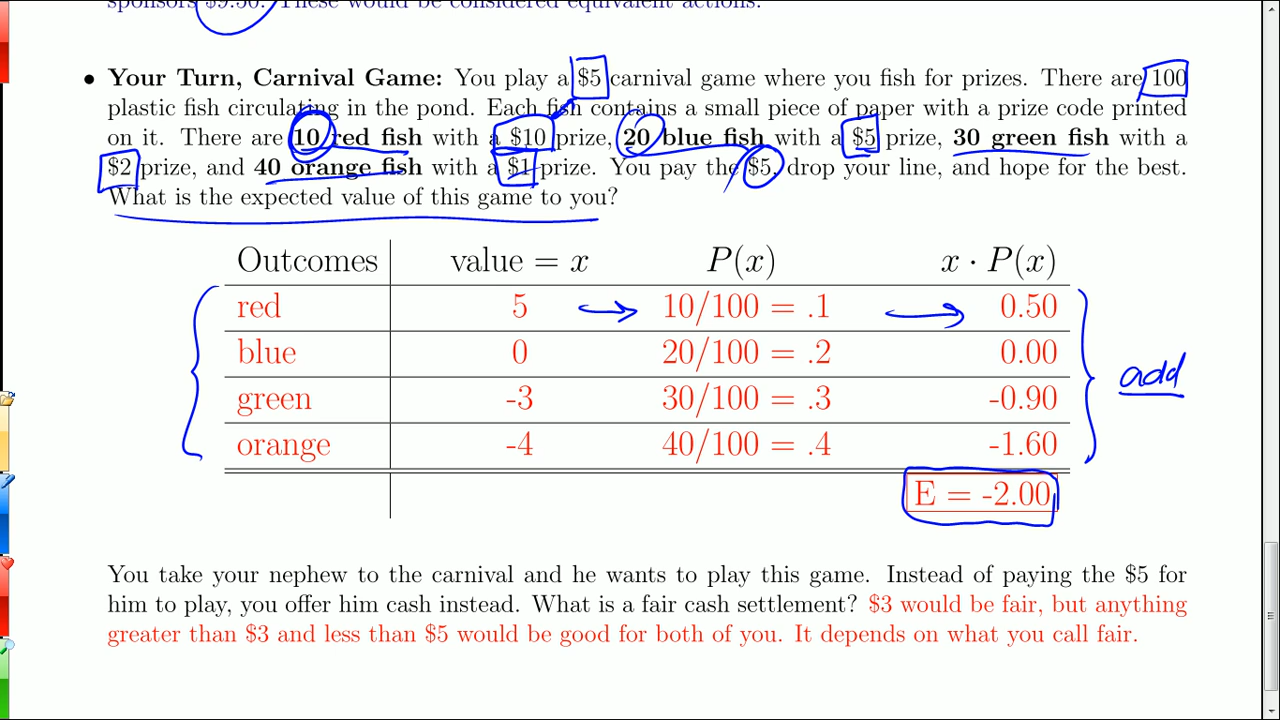 sponsors $9.50. These would be considered equivalent actions.
• Your Turn, Carnival Game: You play a $5 carnival game where you fish for prizes. There are 100
plastic fish circulating in the pond. Each fish contains a small piece of paper with a prize code printed
on it. There are 10 red fish with a $10 prize, 20 blue fish with a $5 prize, 30 green fish with a
$2 prize, and 40 orange fish with a $1 prize. You pay the $5, drop your line, and hope for the best.
What is the expected value of this game to you?
Outcomes value = x P(x) x · P(x)
red 5 10/100 = .1 0.50
blue 0 20/100 = .2 0.00
green -3 30/100 = .3 -0.90
add
orange -4 40/100 = .4 -1.60
E = -2.00
You take your nephew to the carnival and he wants to play this game. Instead of paying the $5 for
him to play, you offer him cash instead. What is a fair cash settlement? $3 would be fair, but anything
greater than $3 and less than $5 would be good for both of you. It depends on what you call fair.